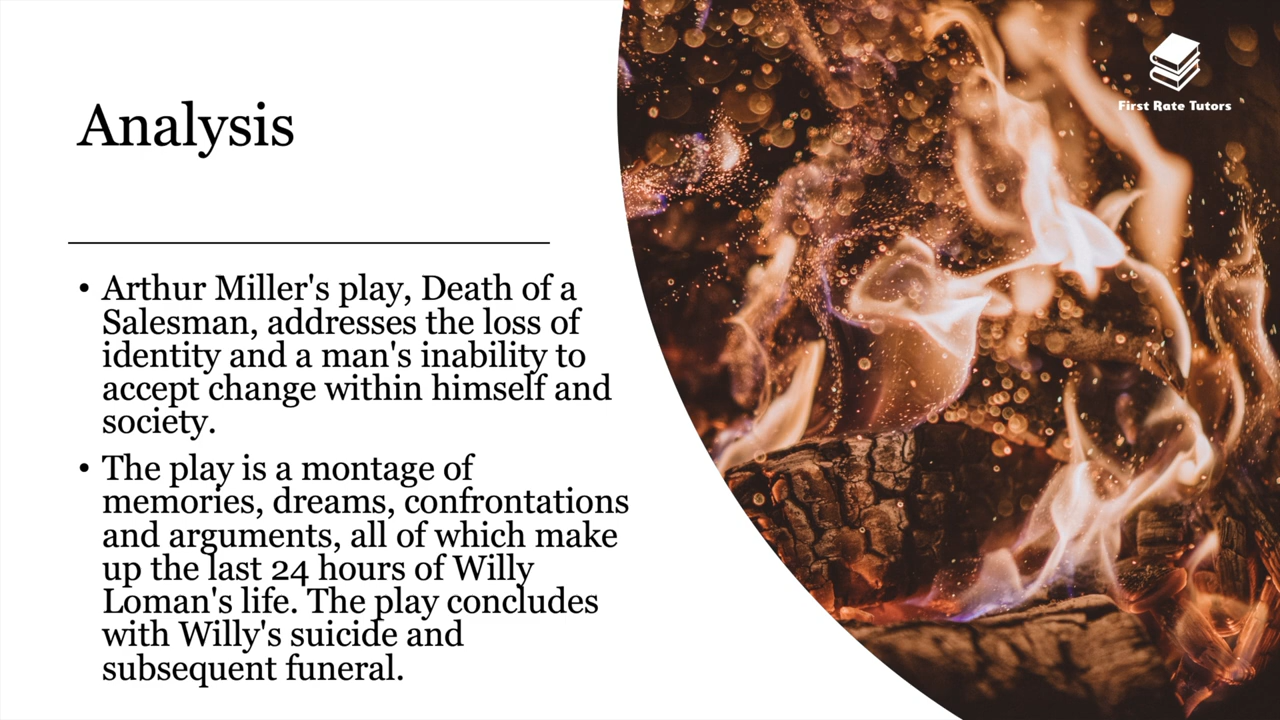 First Rate Tutors
Analysis
• Arthur Miller's play, Death of a
Salesman, addresses the loss of
identity and a man's inability to
accept change within himself and
society.
• The play is a montage of
memories, dreams, confrontations
and arguments, all of which make
up the last 24 hours of Willy
Loman's life. The play concludes
with Willy's suicide and
subsequent funeral.